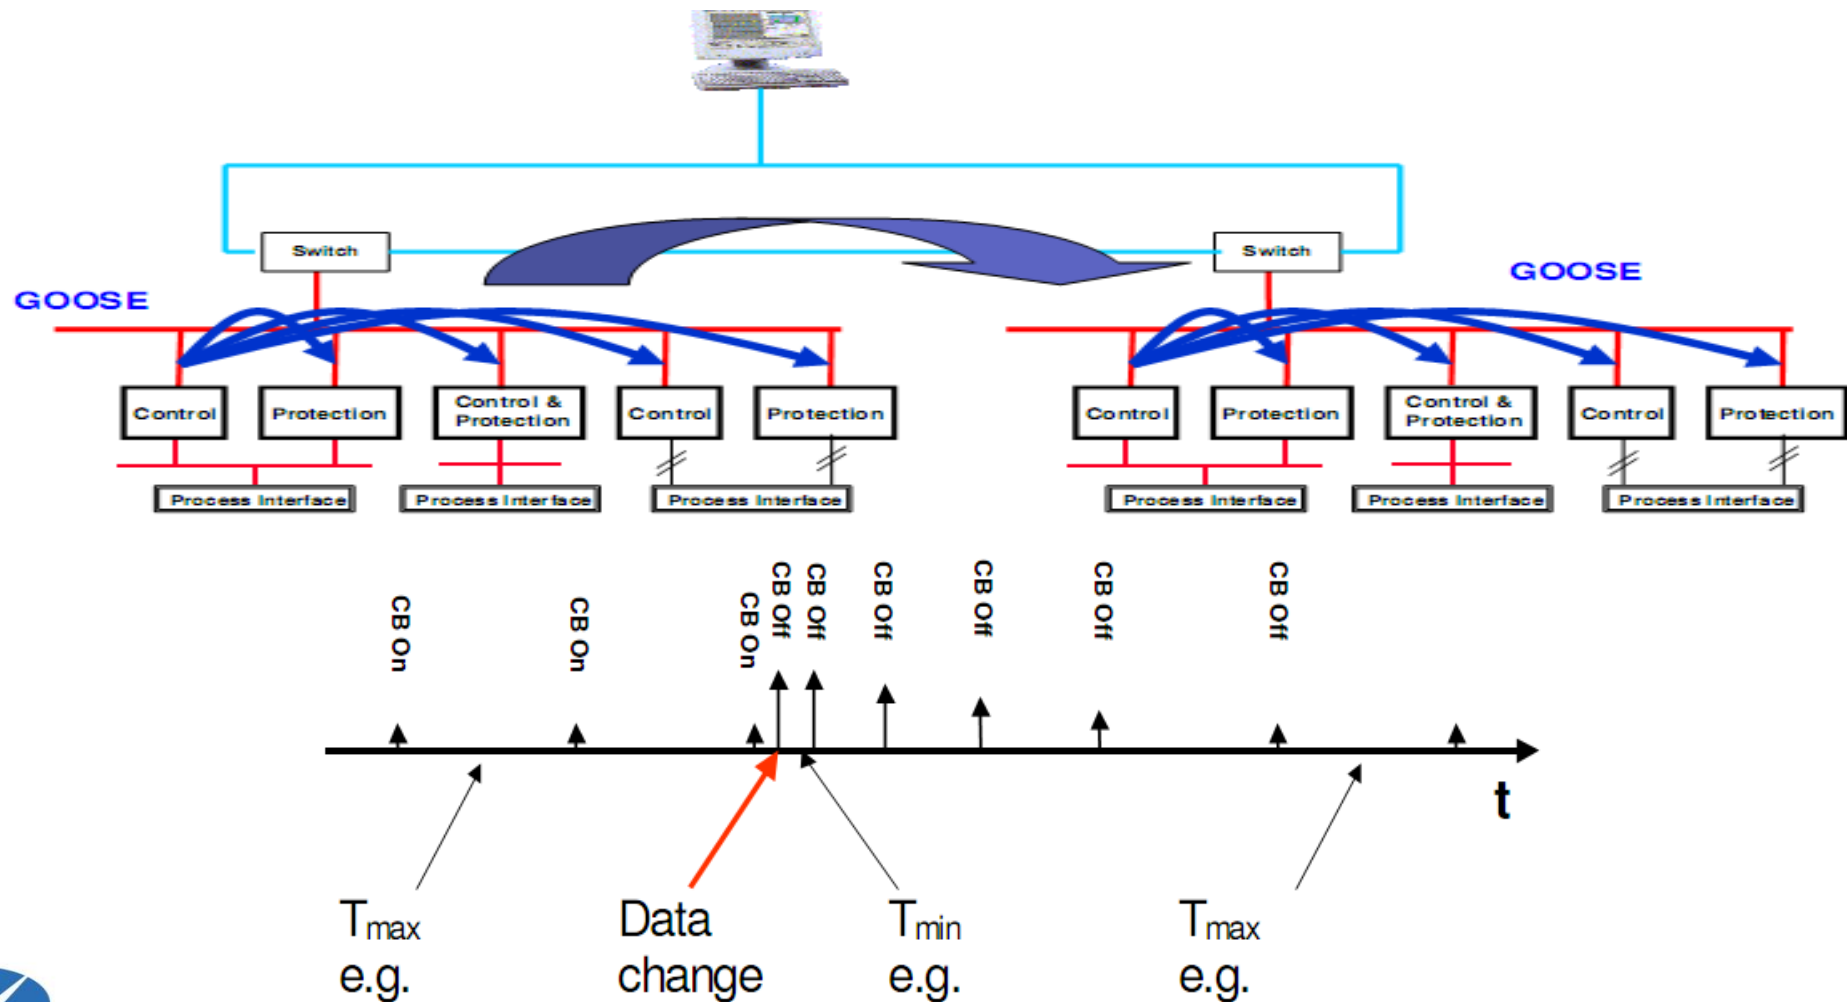 Switch
Switch
GOOSE
GOOSE
Control
Protection
Control &
Protection
Control
Protection
Control
Protection
Control &
Protection
Control
Protection
Process Interface
Process Interface
Process Interface
Process Interface
Process Interface
Process Interface
CB On
CB On
CB On
CB Off
CB Off
CB Off
CB Off
CB Off
CB Off
t
Tmax
e.g.
Data
change
Tmin
e.g.
Tmax
e.g.